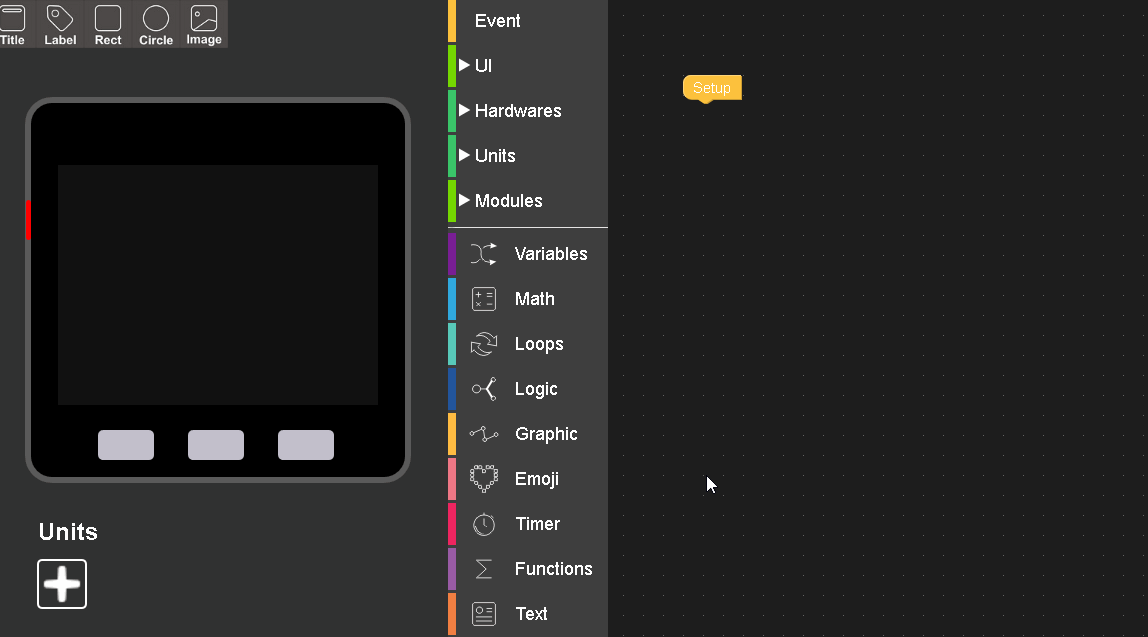 Title Label Rect Circle Image
Units
Event
UI
Hardwares
Units
Modules
Variables
Math
Loops
Logic
Graphic
Emoji
Timer
Functions
Text
Setup